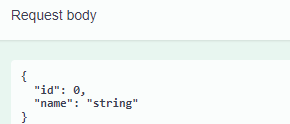 Request body
{
  "id": 0,
  "name": "string"
}